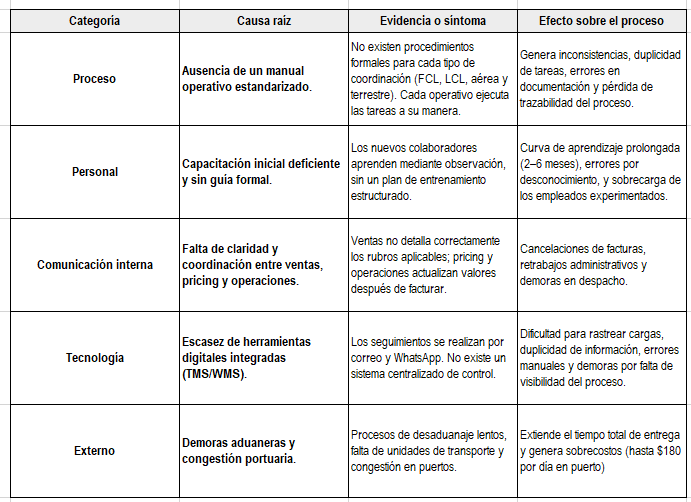 Categoría
Causa raíz
Evidencia o síntoma
Efecto sobre el proceso
Proceso
Ausencia de un manual
operativo estandarizado.
No existen procedimientos
formales para cada tipo de
coordinación (FCL, LCL, aérea y
terrestre). Cada operativo ejecuta
las tareas a su manera.
Genera inconsistencias, duplicidad
de tareas, errores en
documentación y pérdida de
trazabilidad del proceso.
Personal
Capacitación inicial deficiente
y sin guía formal.
Los nuevos colaboradores
aprenden mediante observación,
sin un plan de entrenamiento
estructurado.
Curva de aprendizaje prolongada
(2–6 meses), errores por
desconocimiento, y sobrecarga de
los empleados experimentados.
Comunicación interna
Falta de claridad y
coordinación entre ventas,
pricing y operaciones.
Ventas no detalla correctamente
los rubros aplicables; pricing y
operaciones actualizan valores
después de facturar.
Cancelaciones de facturas,
retrabajos administrativos y
demoras en despacho.
Tecnología
Escasez de herramientas
digitales integradas
(TMS/WMS).
Los seguimientos se realizan por
correo y WhatsApp. No existe un
sistema centralizado de control.
Dificultad para rastrear cargas,
duplicidad de información, errores
manuales y demoras por falta de
visibilidad del proceso.
Externo
Demoras aduaneras y
congestión portuaria.
Procesos de desaduanaje lentos,
falta de unidades de transporte y
congestión en puertos.
Extiende el tiempo total de entrega
y genera sobrecostos (hasta $180
por día en puerto)